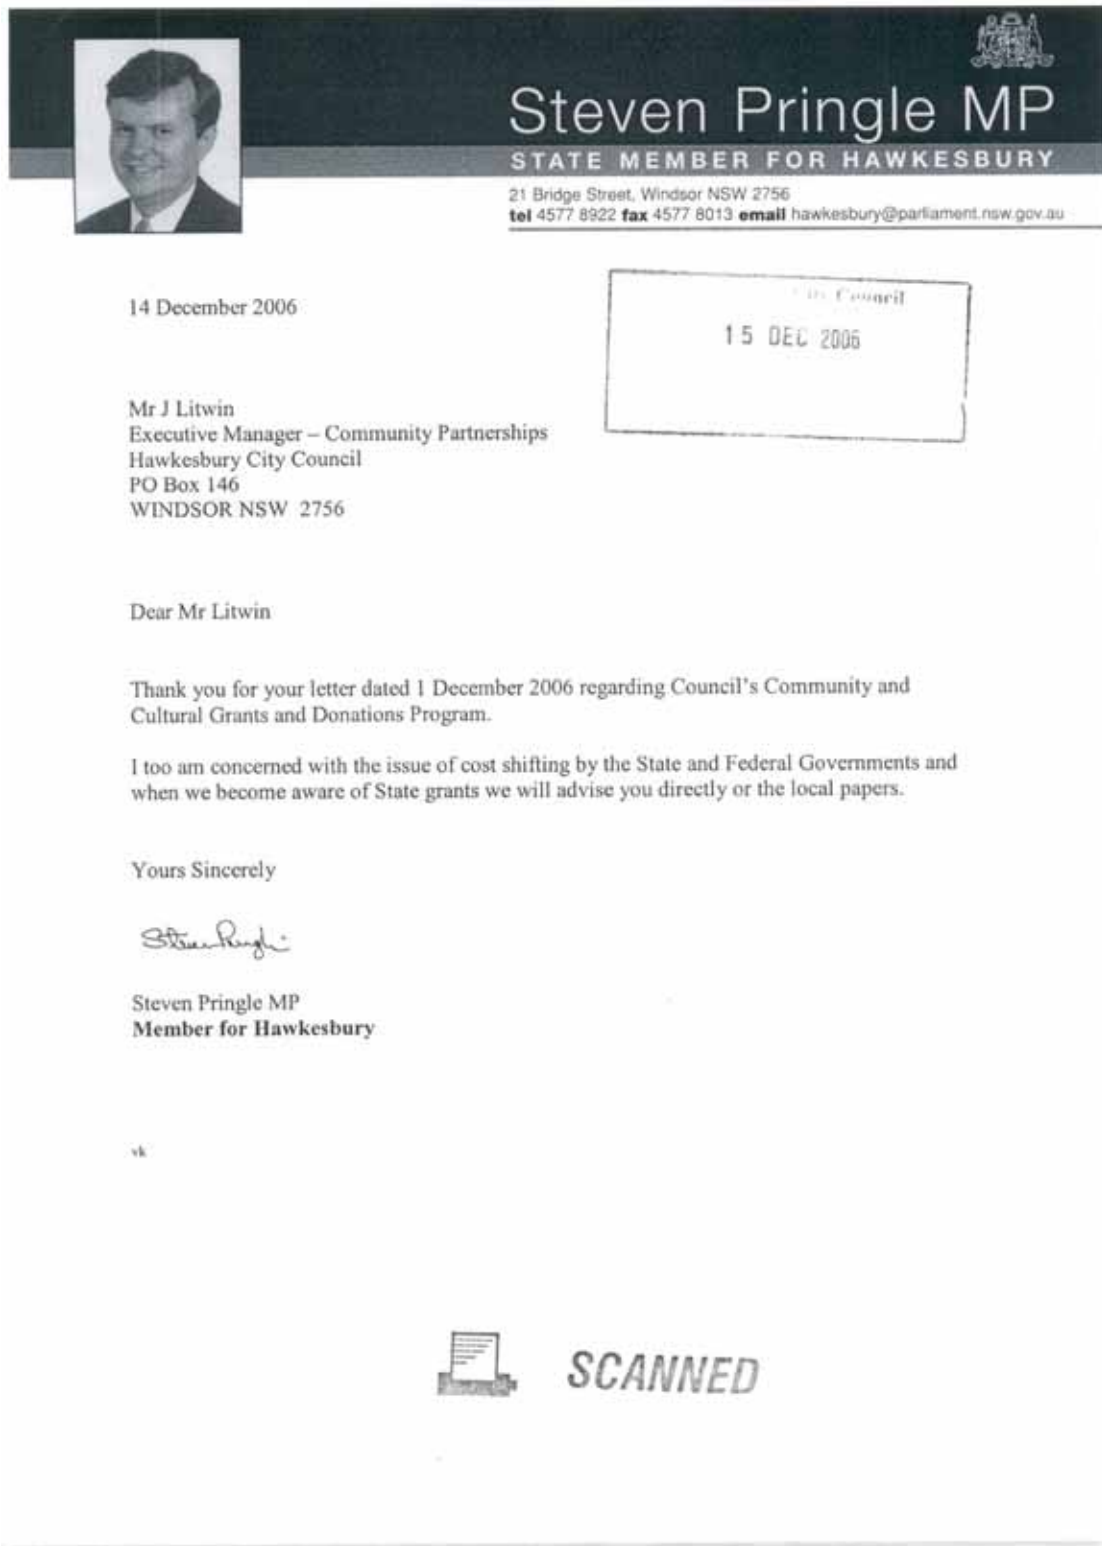 Steven Pringle MP
STATE MEMBER FOR HAWKESBURY
21 Bridge Street, Windsor NSW 2756
tel 4577 8922 fax 4577 8013 email hawkesbury@parliament.nsw.gov.au
14 December 2006
Council
15 DEC 2006
Mr J Litwin
Executive Manager – Community Partnerships
Hawkesbury City Council
PO Box 146
WINDSOR NSW 2756
Dear Mr Litwin
Thank you for your letter dated 1 December 2006 regarding Council's Community and
Cultural Grants and Donations Program.
I too am concerned with the issue of cost shifting by the State and Federal Governments and
when we become aware of State grants we will advise you directly or the local papers.
Yours Sincerely
Steven Pringle
Steven Pringle MP
Member for Hawkesbury
vk
SCANNED